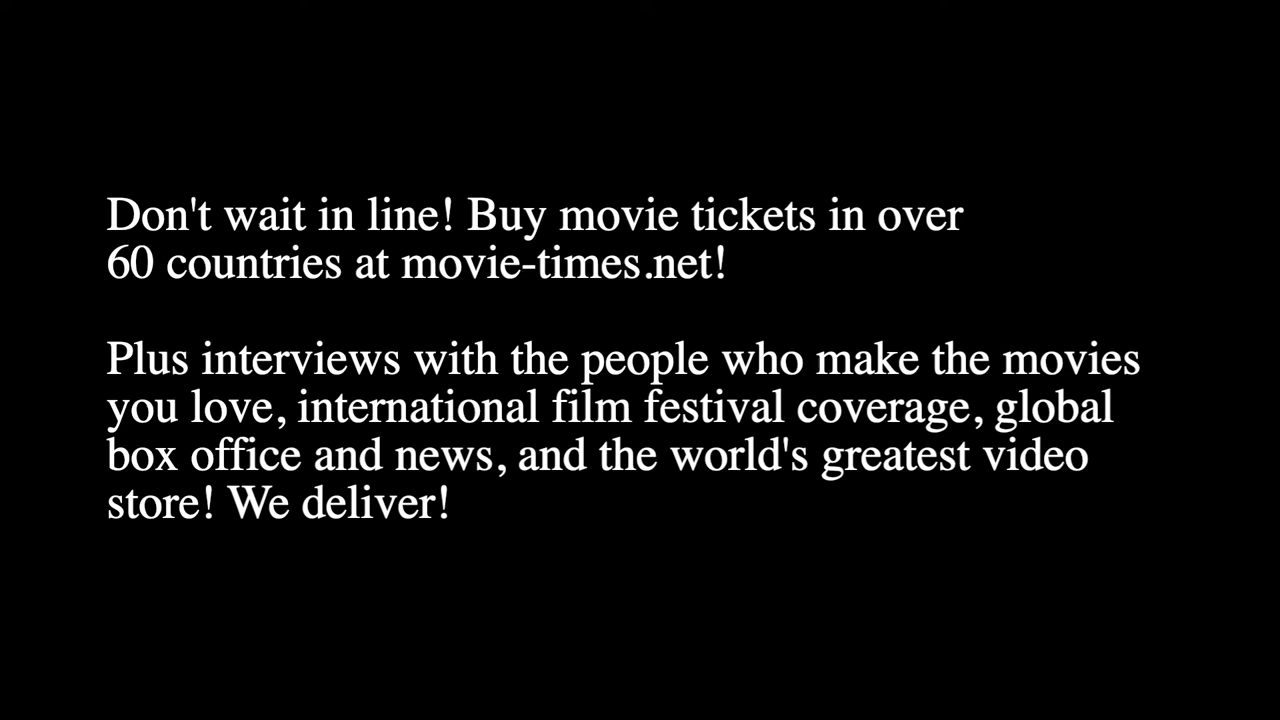 Don't wait in line! Buy movie tickets in over
60 countries at movie-times.net!
Plus interviews with the people who make the movies
you love, international film festival coverage, global
box office and news, and the world's greatest video
store! We deliver!